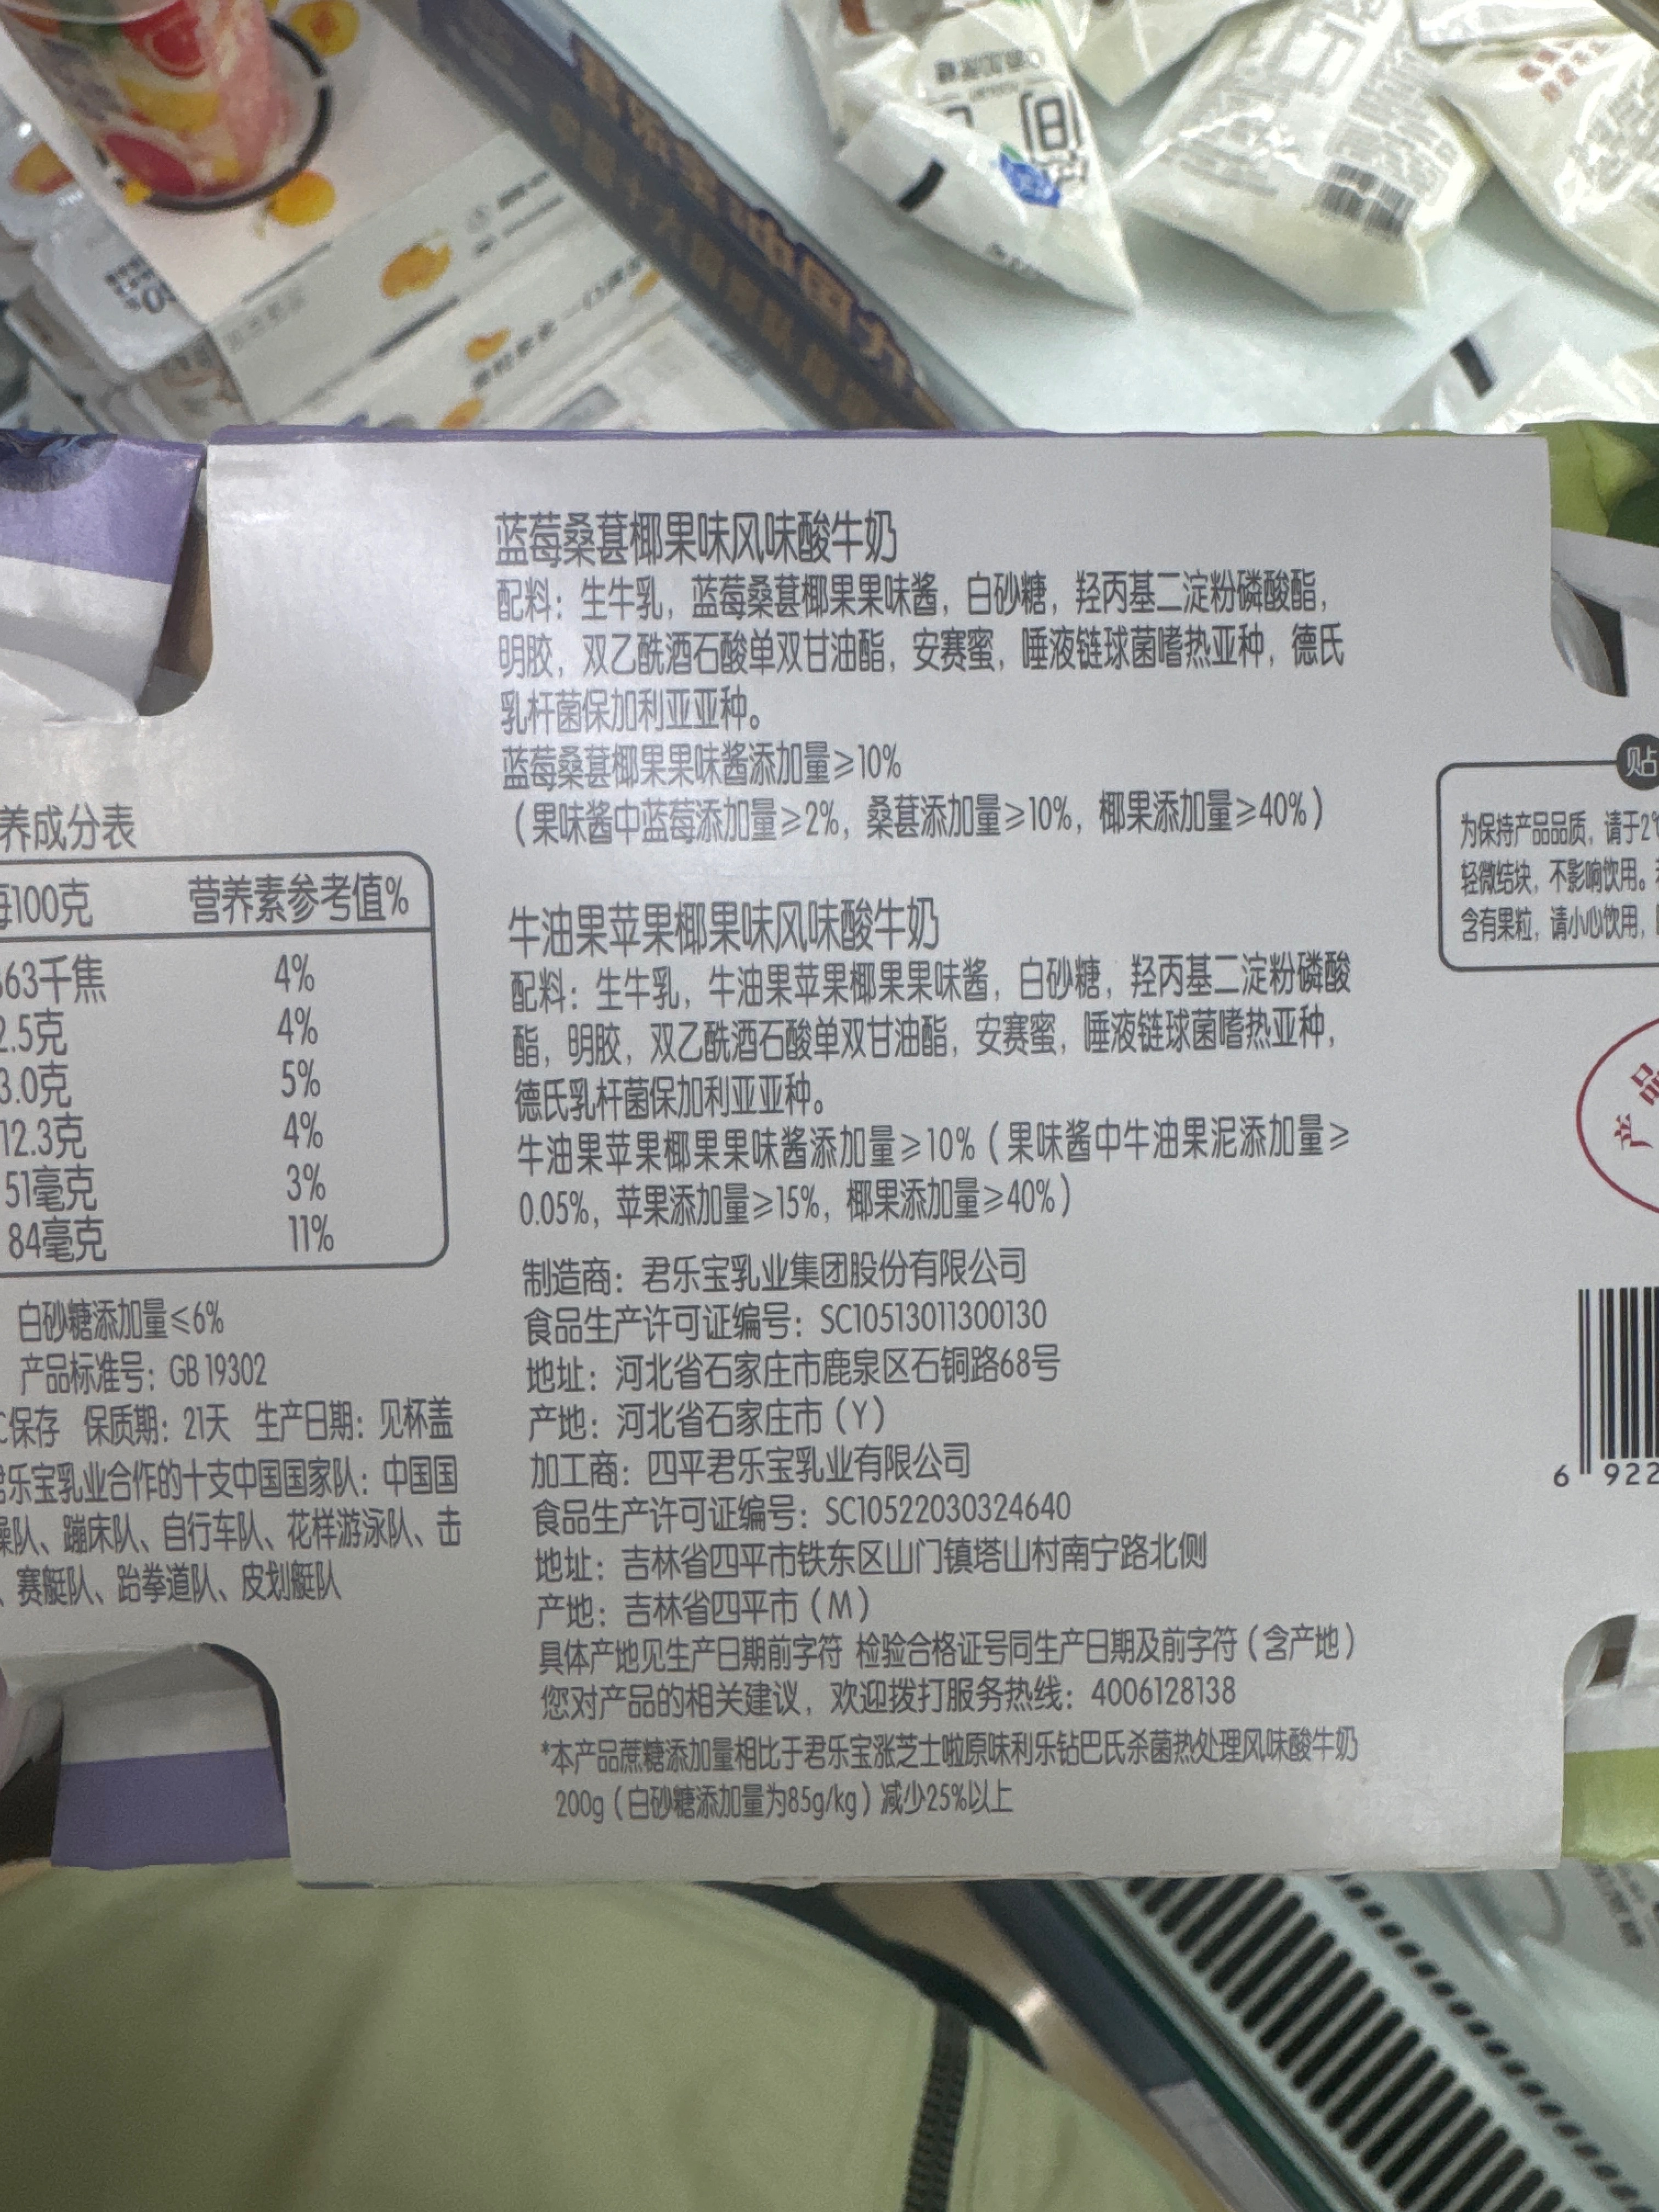 蓝莓桑葚椰果味风味酸牛奶
配料：生牛乳，蓝莓桑葚椰果果味酱，白砂糖，羟丙基二淀粉磷酸酯，
明胶，双乙酰酒石酸单双甘油酯，安赛蜜，唾液链球菌嗜热亚种，德氏
乳杆菌保加利亚亚种。
蓝莓桑葚椰果果味酱添加量≥10%
（果味酱中蓝莓添加量≥2%，桑葚添加量≥10%，椰果添加量≥40%）
牛油果苹果椰果味风味酸牛奶
配料：生牛乳，牛油果苹果椰果果味酱，白砂糖，羟丙基二淀粉磷酸
酯，明胶，双乙酰酒石酸单双甘油酯，安赛蜜，唾液链球菌嗜热亚种，
德氏乳杆菌保加利亚亚种。
牛油果苹果椰果果味酱添加量≥10%（果味酱中牛油果泥添加量≥
0.05%，苹果添加量≥15%，椰果添加量≥40%）
制造商：君乐宝乳业集团股份有限公司
食品生产许可证编号：SC10513011300130
地址：河北省石家庄市鹿泉区石铜路68号
产地：河北省石家庄市（Y）
加工商：四平君乐宝乳业有限公司
食品生产许可证编号：SC10522030324640
地址：吉林省四平市铁东区山门镇塔山村南宁路北侧
产地：吉林省四平市（M）
具体产地见生产日期前字符 检验合格证号同生产日期及前字符（含产地）
您对产品的相关建议，欢迎拨打服务热线：4006128138
*本产品蔗糖添加量相比于君乐宝涨芝士啦原味利乐钻巴氏杀菌热处理风味酸牛奶
200g（白砂糖添加量为85g/kg）减少25%以上
养成分表
每100克 营养素参考值%
63千焦 4%
2.5克 4%
3.0克 5%
12.3克 4%
51毫克 3%
84毫克 11%
白砂糖添加量≤6%
产品标准号：GB 19302
℃保存 保质期：21天 生产日期：见杯盖
君乐宝乳业合作的十支中国国家队：中国国
操队、蹦床队、自行车队、花样游泳队、击
、赛艇队、跆拳道队、皮划艇队
贴
为保持产品品质，请于2℃
轻微结块，不影响饮用。
含有果粒，请小心饮用，
产品
6 922